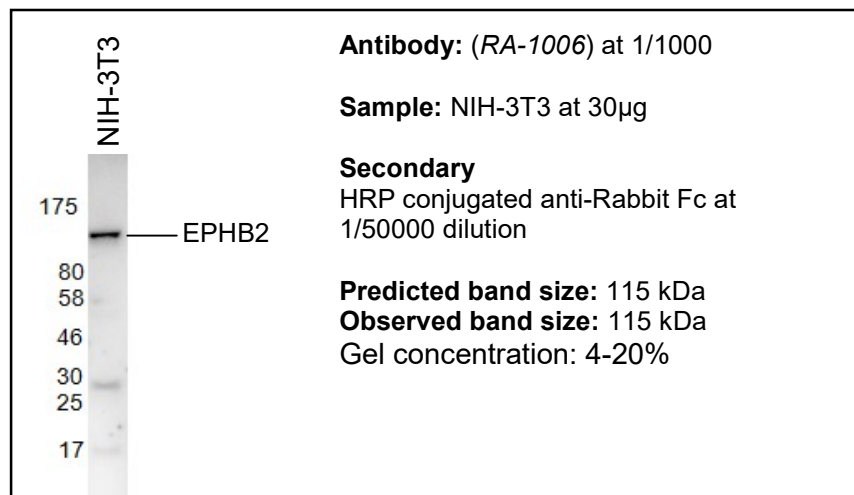 NIH-3T3
175
EPHB2
80
58
46
30
25
17
Antibody: (RA-1006) at 1/1000
Sample: NIH-3T3 at 30µg
Secondary
HRP conjugated anti-Rabbit Fc at
1/50000 dilution
Predicted band size: 115 kDa
Observed band size: 115 kDa
Gel concentration: 4-20%